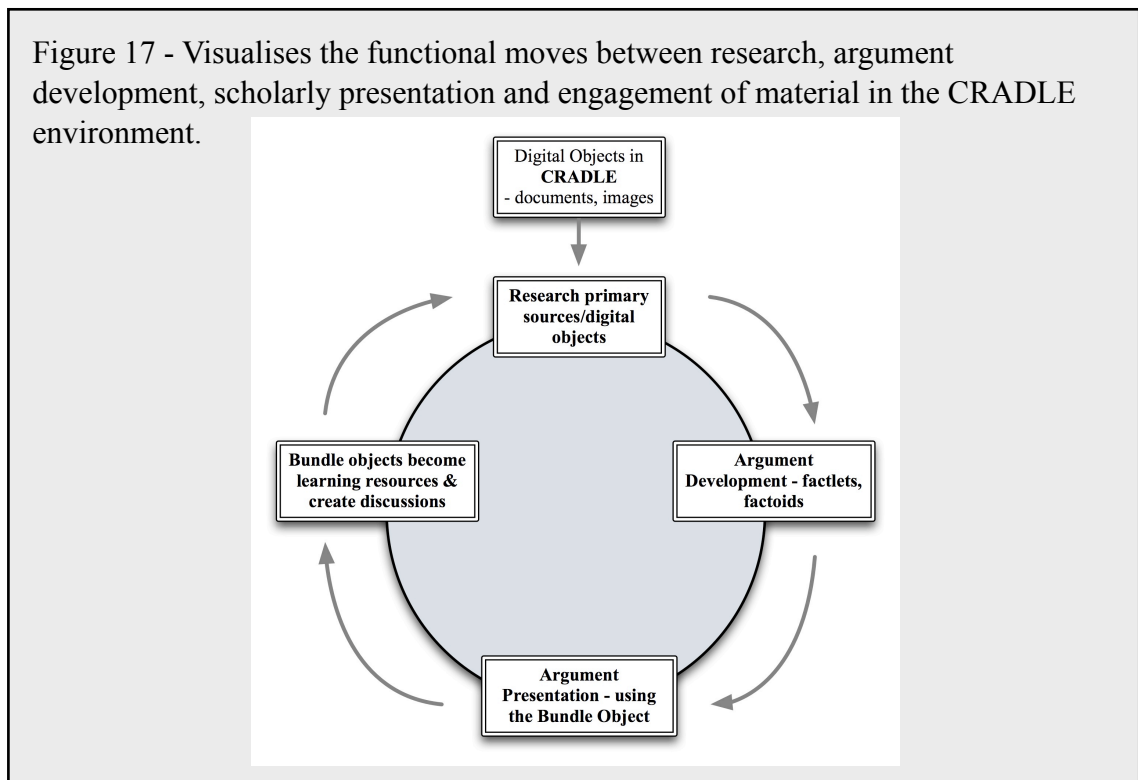 Figure 17 - Visualises the functional moves between research, argument
development, scholarly presentation and engagement of material in the CRADLE
environment.
Digital Objects in
CRADLE
- documents, images
Research primary
sources/digital
objects
Bundle objects become
learning resources &
create discussions
Argument
Development - factlets,
factoids
Argument
Presentation - using
the Bundle Object